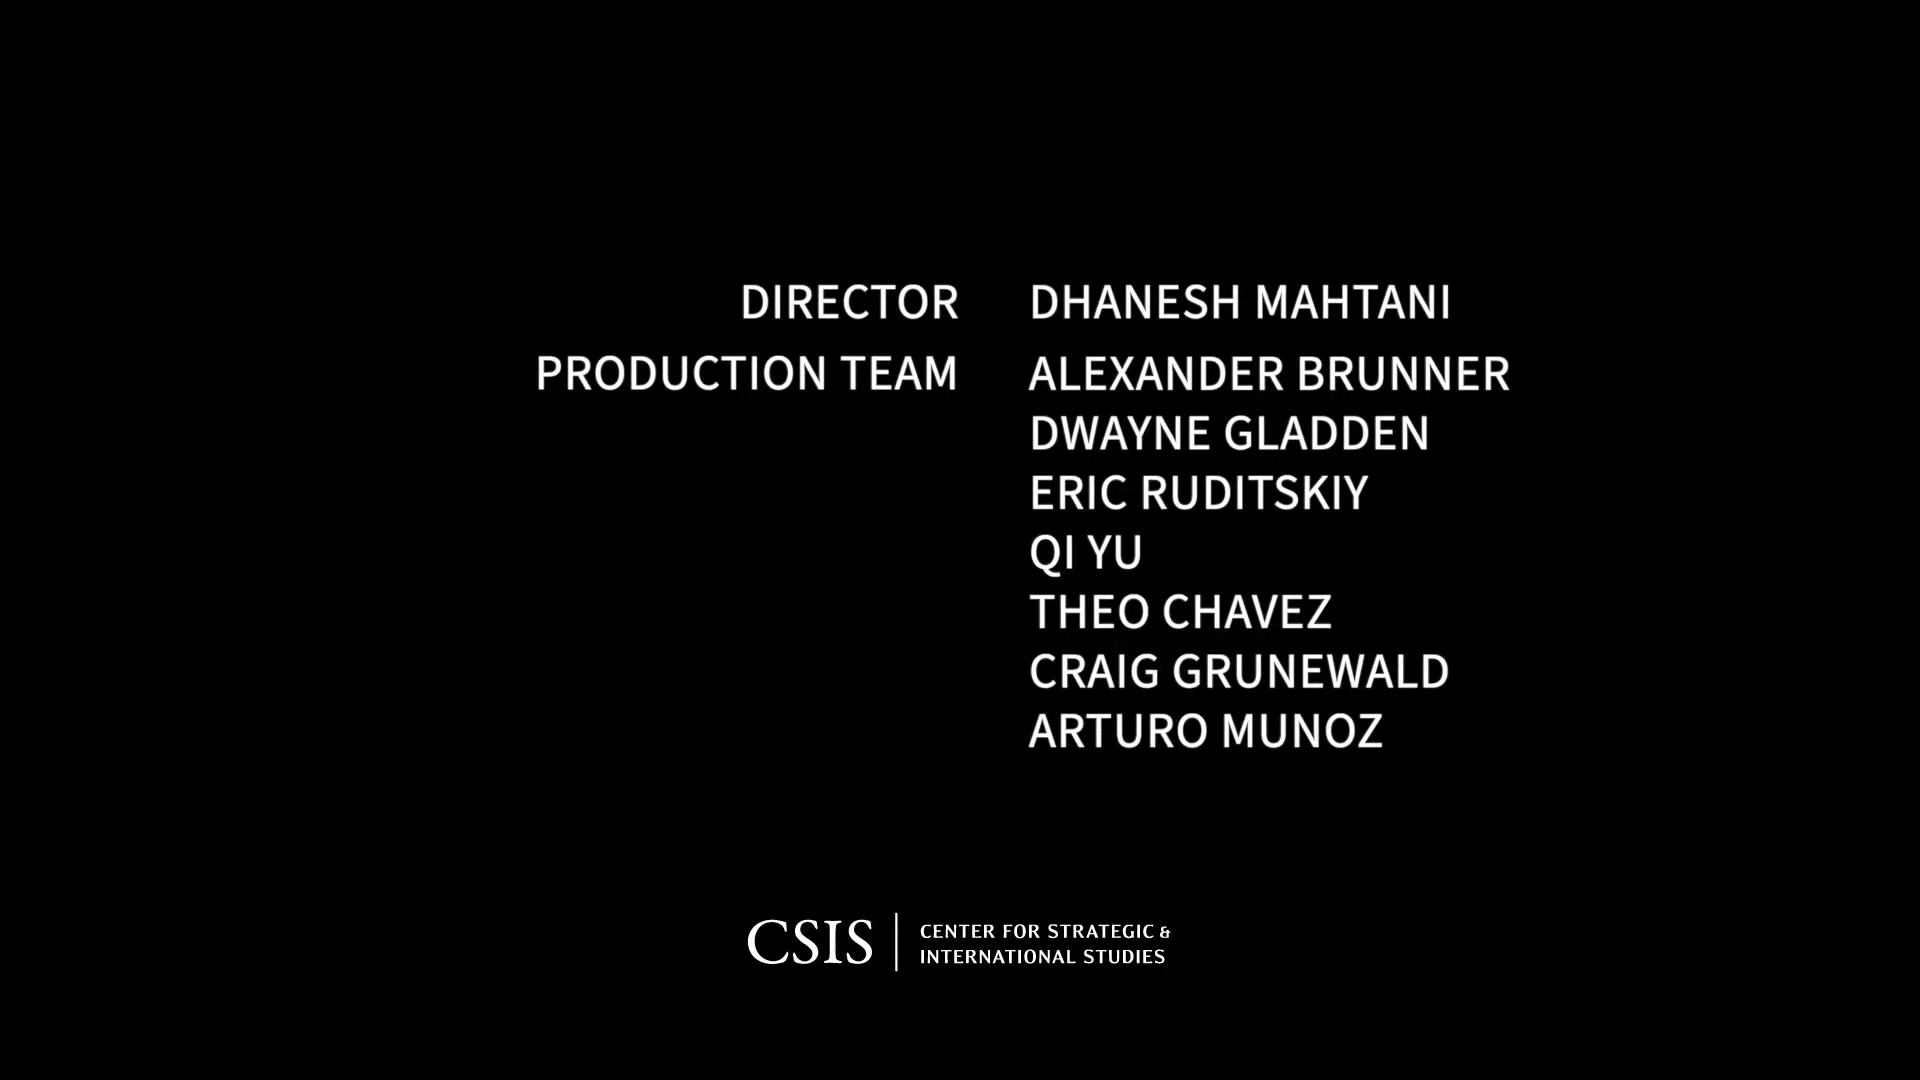 DIRECTOR DHANESH MAHTANI
PRODUCTION TEAM ALEXANDER BRUNNER
DWAYNE GLADDEN
ERIC RUDITSKIY
QI YU
THEO CHAVEZ
CRAIG GRUNEWALD
ARTURO MUNOZ
CSIS CENTER FOR STRATEGIC &
INTERNATIONAL STUDIES